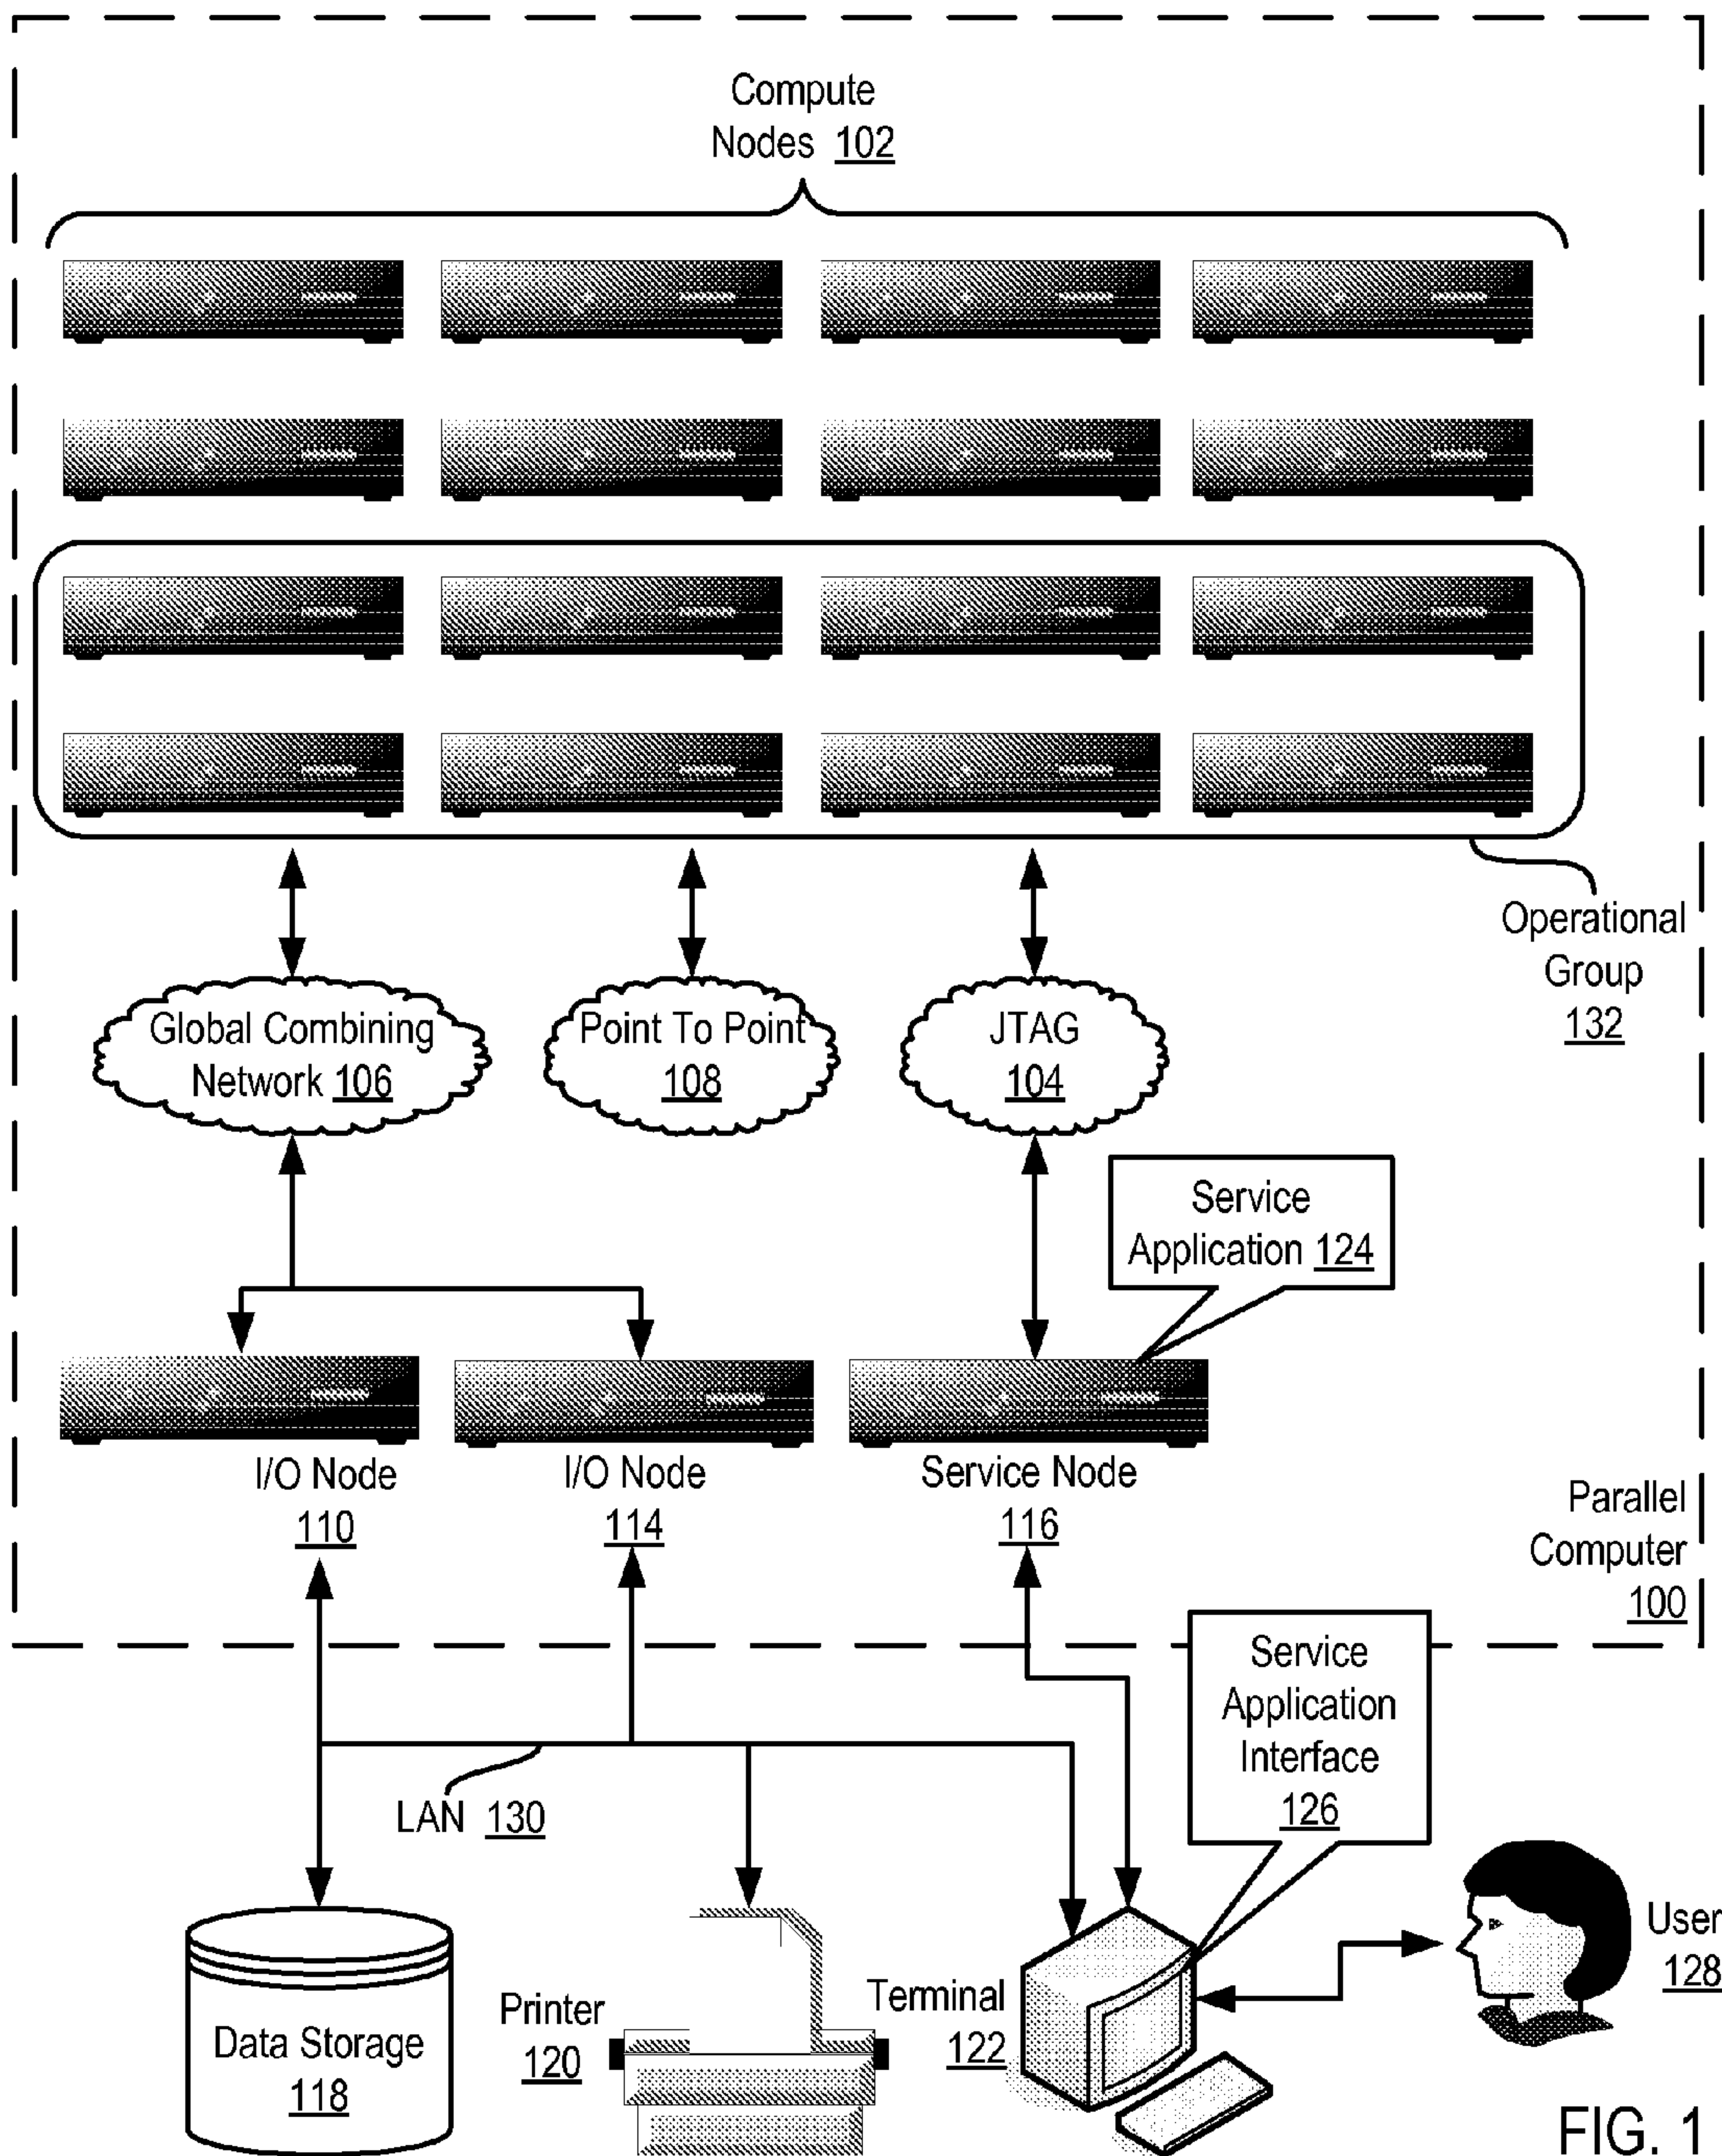 Compute
Nodes 102
Operational
Group
132
Global Combining
Network 106
Point To Point
108
JTAG
104
Service
Application 124
I/O Node
110
I/O Node
114
Service Node
116
Parallel
Computer
100
Service
Application
Interface
126
LAN 130
Data Storage
118
Printer
120
Terminal
122
User
128
FIG. 1